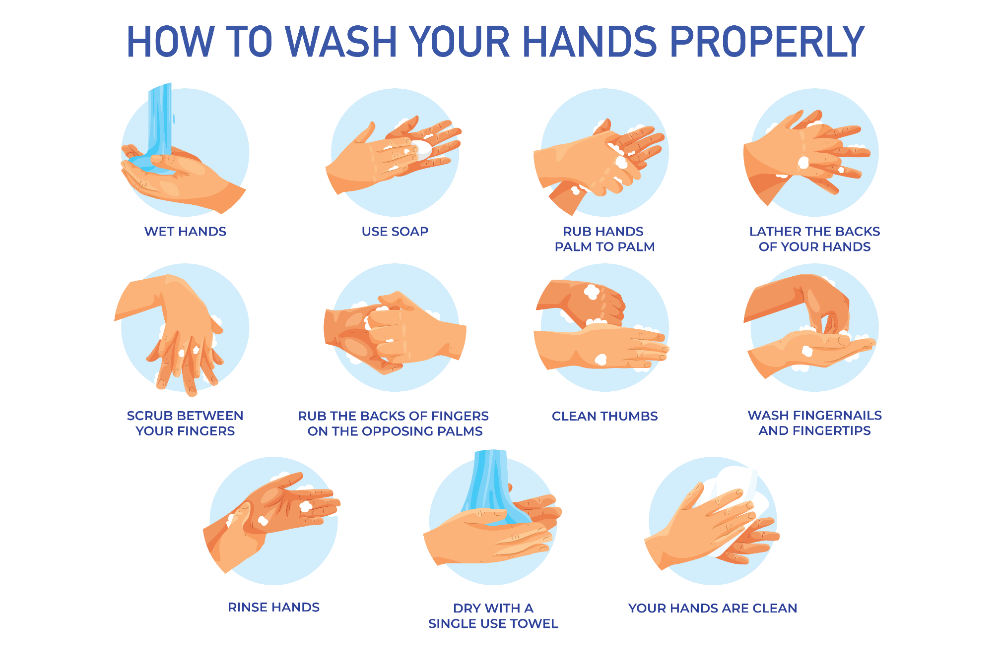 HOW TO WASH YOUR HANDS PROPERLY
WET HANDS
USE SOAP
RUB HANDS
PALM TO PALM
LATHER THE BACKS
OF YOUR HANDS
SCRUB BETWEEN
YOUR FINGERS
RUB THE BACKS OF FINGERS
ON THE OPPOSING PALMS
CLEAN THUMBS
WASH FINGERNAILS
AND FINGERTIPS
RINSE HANDS
DRY WITH A
SINGLE USE TOWEL
YOUR HANDS ARE CLEAN